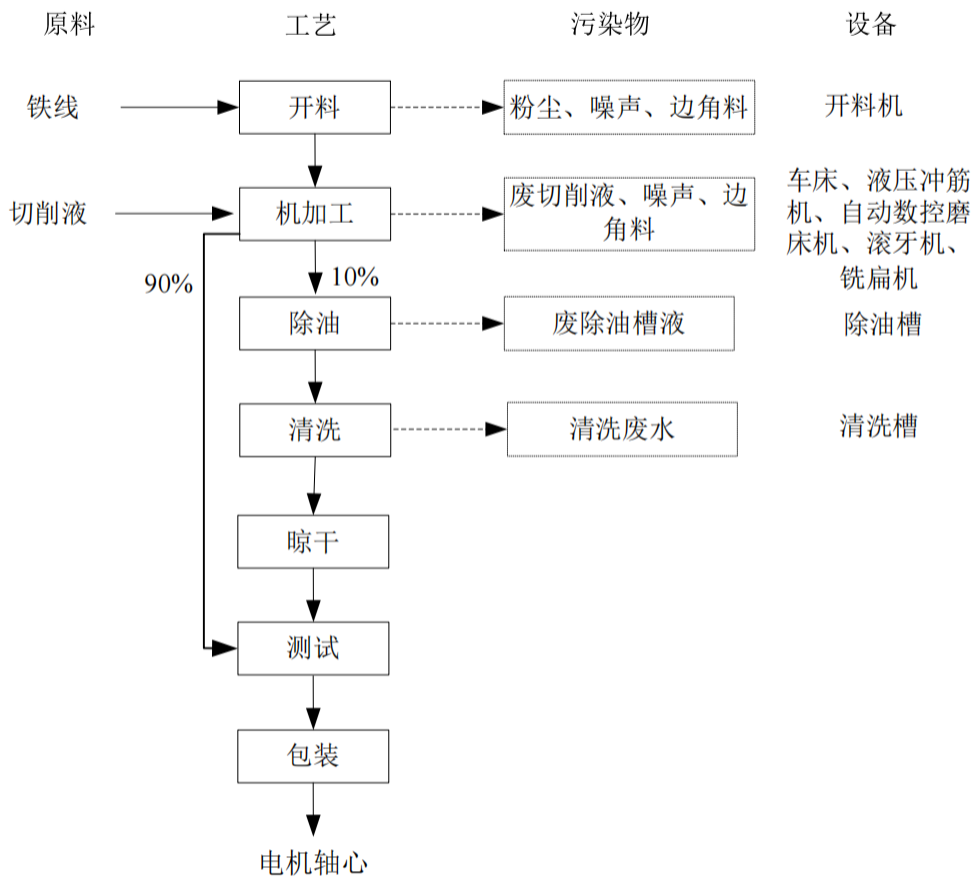 原料 工艺 污染物 设备
铁线 开料 粉尘、噪声、边角料 开料机
切削液 机加工 废切削液、噪声、边
角料
车床、液压冲筋
机、自动数控磨
床机、滚牙机、
铣扁机
90% 10%
除油 废除油槽液 除油槽
清洗 清洗废水 清洗槽
晾干
测试
包装
电机轴心